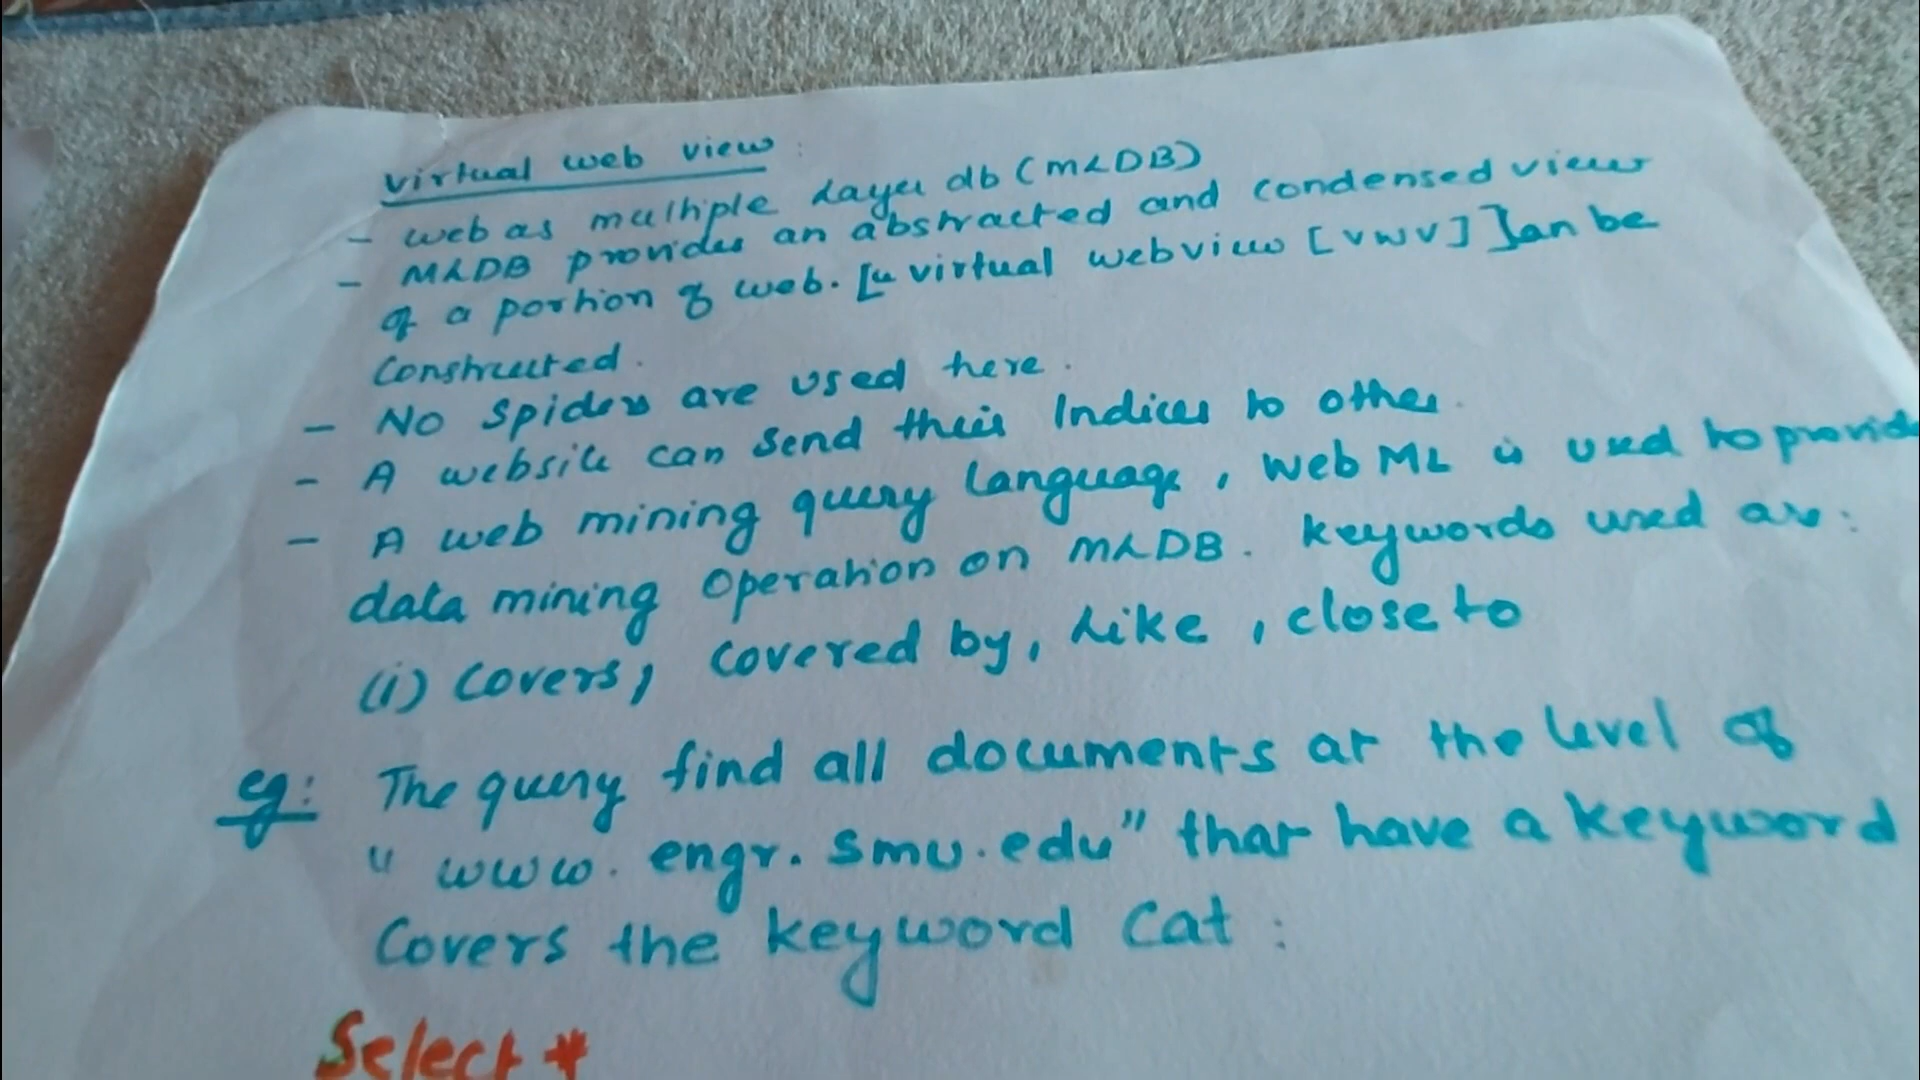 Virtual web view :
- web as multiple Layer db (MLDB)
- MLDB provides an abstracted and condensed view
of a portion of web. [a virtual webview [VWV]] can be
Constructed.
- No Spiders are used here.
- A website can send their Indices to other.
- A web mining query language, Web ML is used to provide
data mining Operation on MLDB. Keywords used are:
(i) Covers, Covered by, Like, close to
eg: The query find all documents at the level of
"www.engr.smu.edu" that have a keyword
Covers the keyword Cat :
Select *